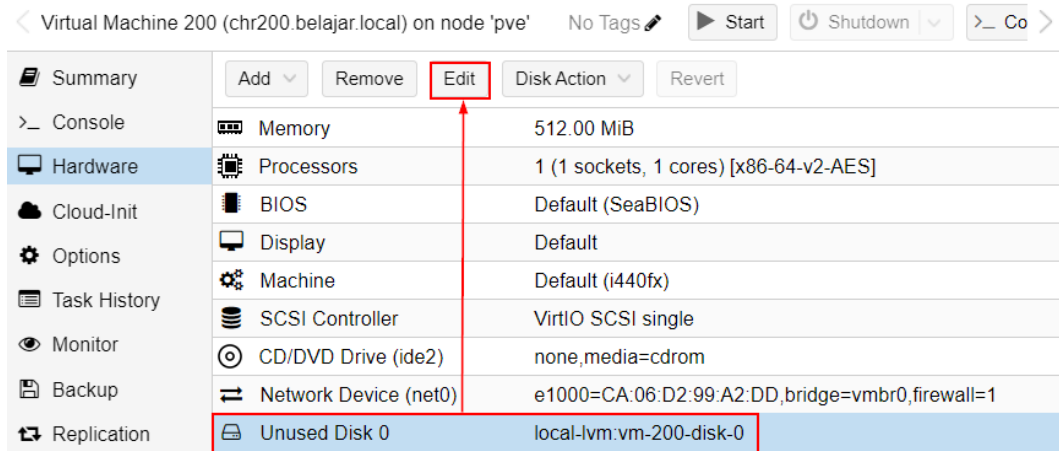 Virtual Machine 200 (chr200.belajar.local) on node 'pve' No Tags Start Shutdown >_ Co
Summary
Console
Hardware
Cloud-Init
Options
Task History
Monitor
Backup
Replication
Add Remove Edit Disk Action Revert
Memory 512.00 MiB
Processors 1 (1 sockets, 1 cores) [x86-64-v2-AES]
BIOS Default (SeaBIOS)
Display Default
Machine Default (i440fx)
SCSI Controller VirtIO SCSI single
CD/DVD Drive (ide2) none,media=cdrom
Network Device (net0) e1000=CA:06:D2:99:A2:DD,bridge=vmbr0,firewall=1
Unused Disk 0 local-lvm:vm-200-disk-0